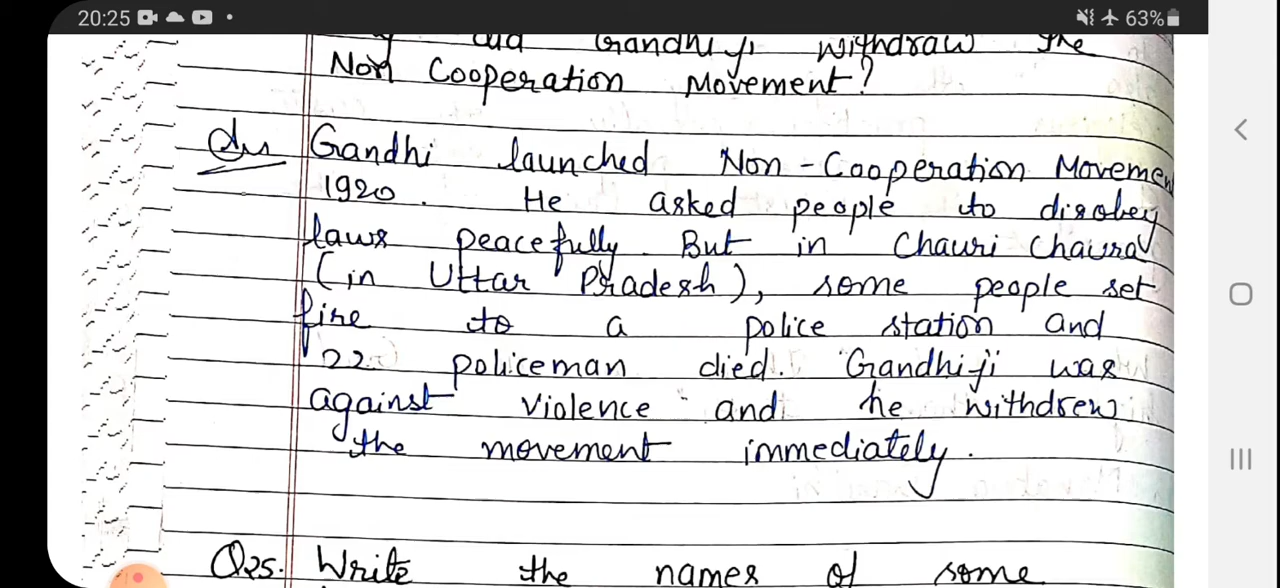 20:25
63%
did Gandhiji withdraw the
Non Cooperation Movement?
Ans Gandhi launched Non-Cooperation Movemen
1920. He asked people to disobey
laws peacefully. But in Chauri Chaura
(in Uttar Pradesh), some people set
fire to a police station and
22 policeman died. Gandhiji was
against violence and he withdrew
the movement immediately.
Q25. Write the names of some